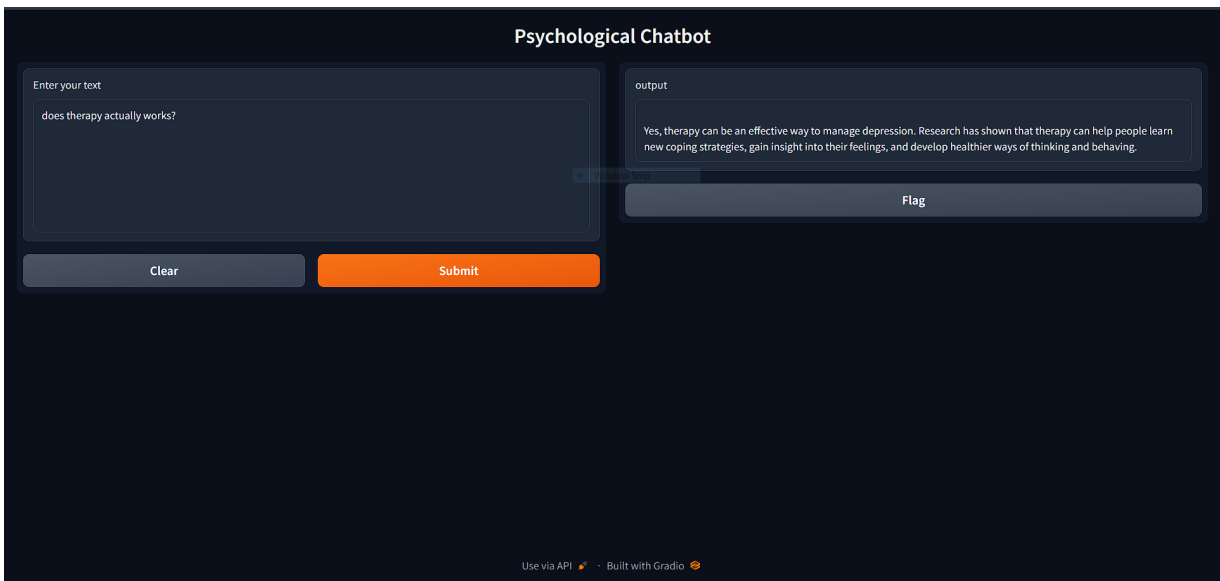 Psychological Chatbot
Enter your text
does therapy actually works?
Clear
Submit
output
Yes, therapy can be an effective way to manage depression. Research has shown that therapy can help people learn
new coping strategies, gain insight into their feelings, and develop healthier ways of thinking and behaving.
Flag
Window Snip
Use via API · Built with Gradio